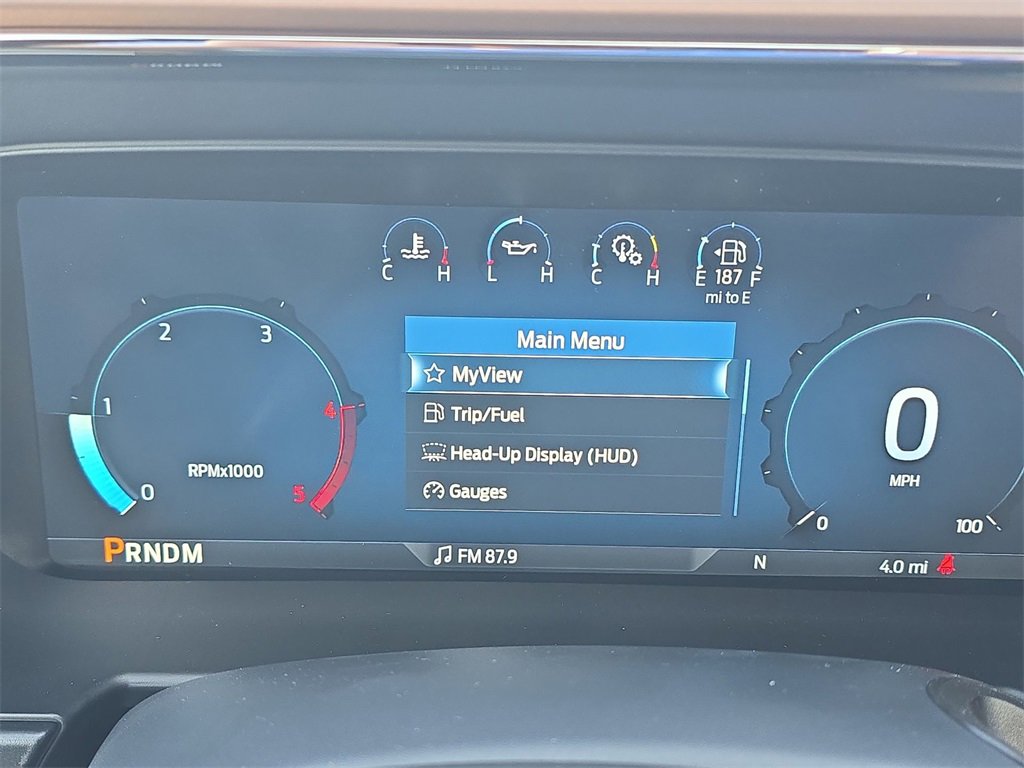 C H
L H
C H
E 187 F
mi to E
Main Menu
MyView
Trip/Fuel
Head-Up Display (HUD)
Gauges
0
1
2
3
4
5
RPMx1000
0
MPH
0
100
PRNDM
FM 87.9
N
4.0 mi